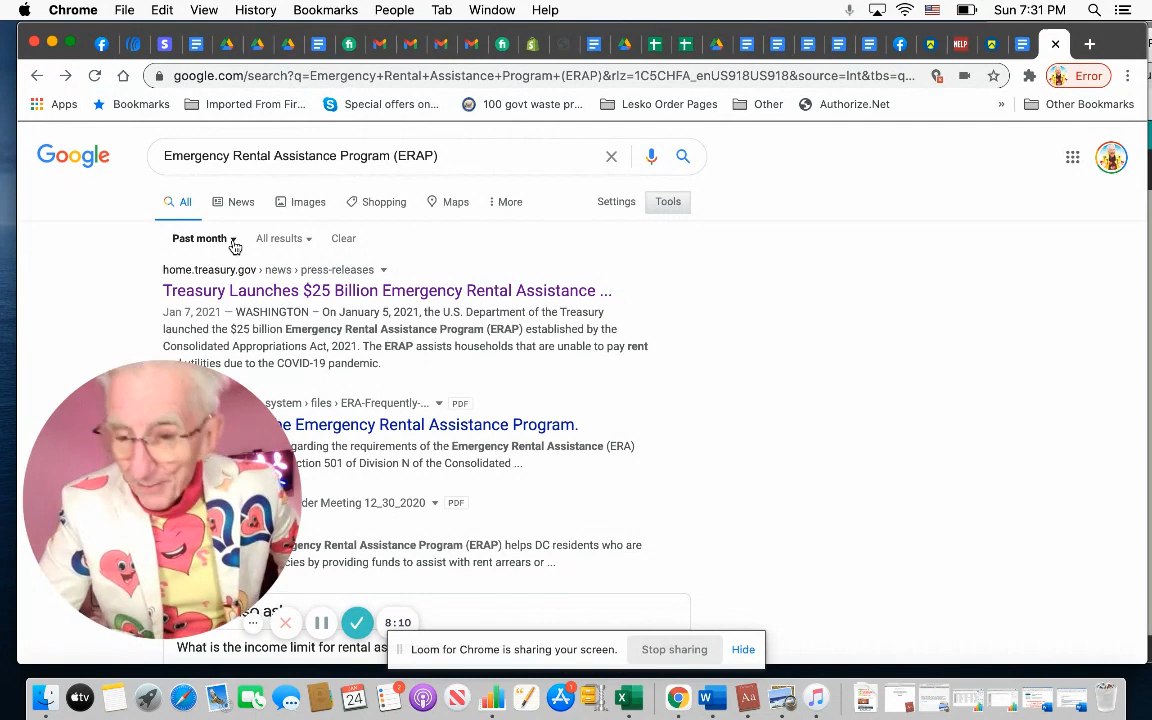 Chrome File Edit View History Bookmarks People Tab Window Help Sun 7:31 PM
google.com/search?q=Emergency+Rental+Assistance+Program+(ERAP)&rlz=1C5CHFA_enUS918US918&source=lnt&tbs=q... Error
Apps Bookmarks Imported From Fir... Special offers on... 100 govt waste pr... Lesko Order Pages Other Authorize.Net » Other Bookmarks
Google Emergency Rental Assistance Program (ERAP)
All News Images Shopping Maps More Settings Tools
Past month All results Clear
home.treasury.gov › news › press-releases
Treasury Launches $25 Billion Emergency Rental Assistance ...
Jan 7, 2021 — WASHINGTON – On January 5, 2021, the U.S. Department of the Treasury
launched the $25 billion Emergency Rental Assistance Program (ERAP) established by the
Consolidated Appropriations Act, 2021. The ERAP assists households that are unable to pay rent
utilities due to the COVID-19 pandemic.
system › files › ERA-Frequently-... PDF
Emergency Rental Assistance Program.
garding the requirements of the Emergency Rental Assistance (ERA)
ction 501 of Division N of the Consolidated ...
der Meeting 12_30_2020 PDF
gency Rental Assistance Program (ERAP) helps DC residents who are
cies by providing funds to assist with rent arrears or ...
8:10
Loom for Chrome is sharing your screen. Stop sharing Hide
What is the income limit for rental as
JAN 24 2 1